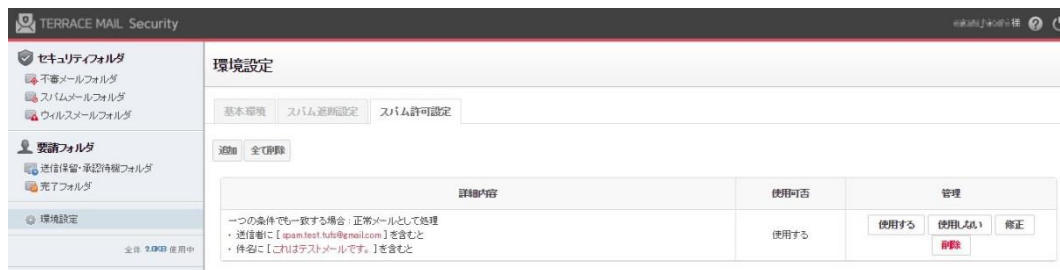 TERRACE MAIL Security
様
セキュリティフォルダ
不審メールフォルダ
スパムメールフォルダ
ウィルスメールフォルダ
要請フォルダ
送信保留・承認待機フォルダ
完了フォルダ
環境設定
全体 2.0KB 使用中
環境設定
基本環境 スパム遮断設定 スパム許可設定
追加 全て削除
詳細内容 使用可否 管理
一つの条件でも一致する場合 : 正常メールとして処理
・ 送信者に [ spam.test.tufs@gmail.com ] を含むと
・ 件名に [ これはテストメールです。 ] を含むと
使用する
使用する 使用しない 修正
削除